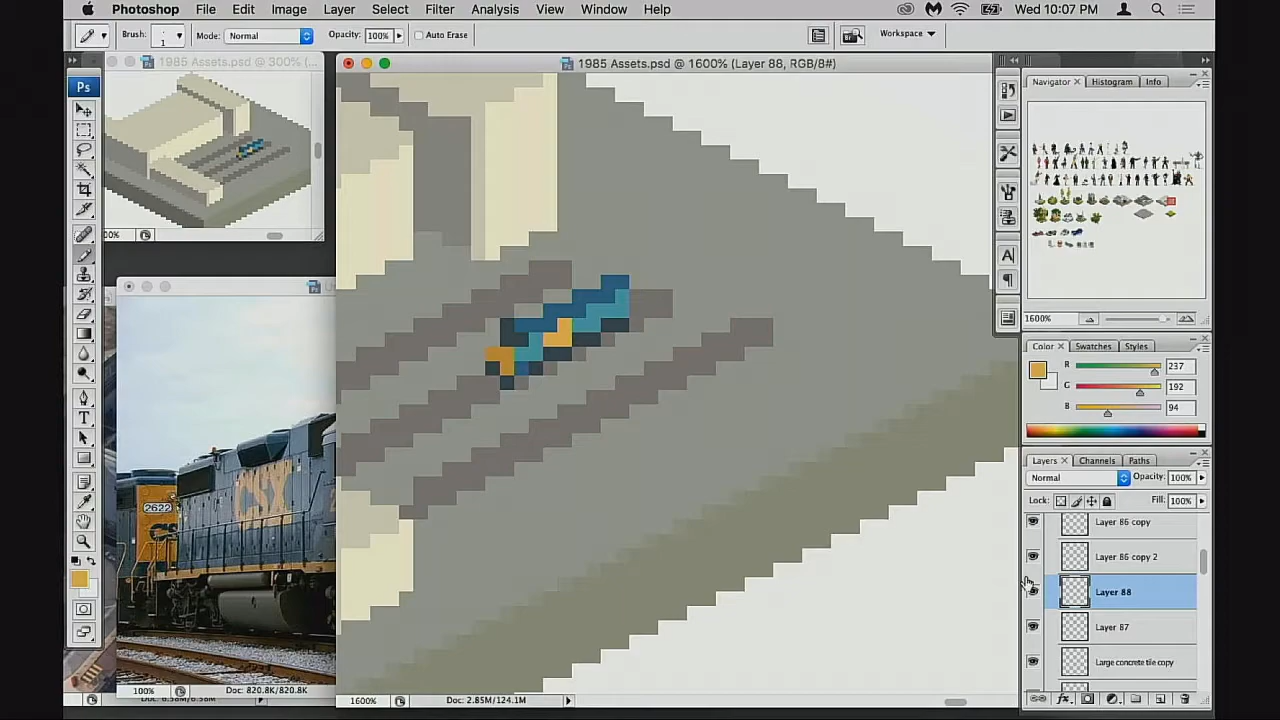 Photoshop File Edit Image Layer Select Filter Analysis View Window Help Wed 10:07 PM
Brush: 1 Mode: Normal Opacity: 100% Auto Erase Workspace
1985 Assets.psd @ 300% (
1985 Assets.psd @ 1600% (Layer 88, RGB/8#)
Ps
Navigator Histogram Info
1600%
Color Swatches Styles
R 237
G 192
B 94
Layers Channels Paths
Normal Opacity: 100%
Lock: Fill: 100%
Layer 86 copy
Layer 86 copy 2
Layer 88
Layer 87
Large concrete tile copy
00%
2622
CSX
100% Doc: 820.8K/820.8K
1600% Doc: 2.85M/124.1M